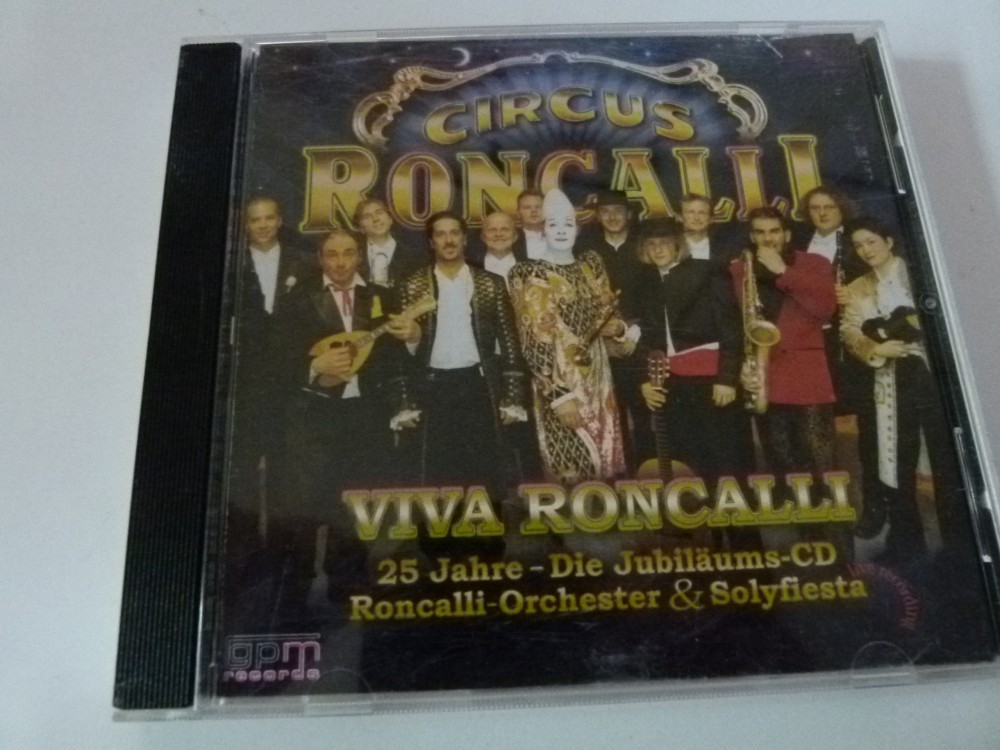 CIRCUS
RONCALLI
VIVA RONCALLI
25 Jahre – Die Jubiläums-CD
Roncalli-Orchester & Solyfiesta
gpm
records